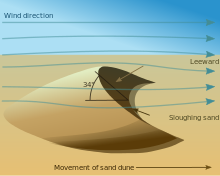 Wind direction
Leeward
34°
Sloughing sand
Movement of sand dune